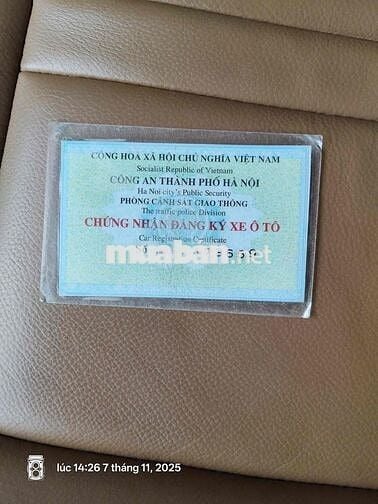 CỘNG HOA XÃ HỘI CHỦ NGHĨA VIỆT NAM
Socialist Republic of Vietnam
CÔNG AN THÀNH PHỐ HÀ NỘI
Ha Noi city's Public Security
PHÒNG CẢNH SÁT GIAO THÔNG
The traffic police Division
CHỨNG NHẬN ĐĂNG KÝ XE Ô TÔ
Car Registration Certificate
muaban.net
lúc 14:26 7 tháng 11, 2025